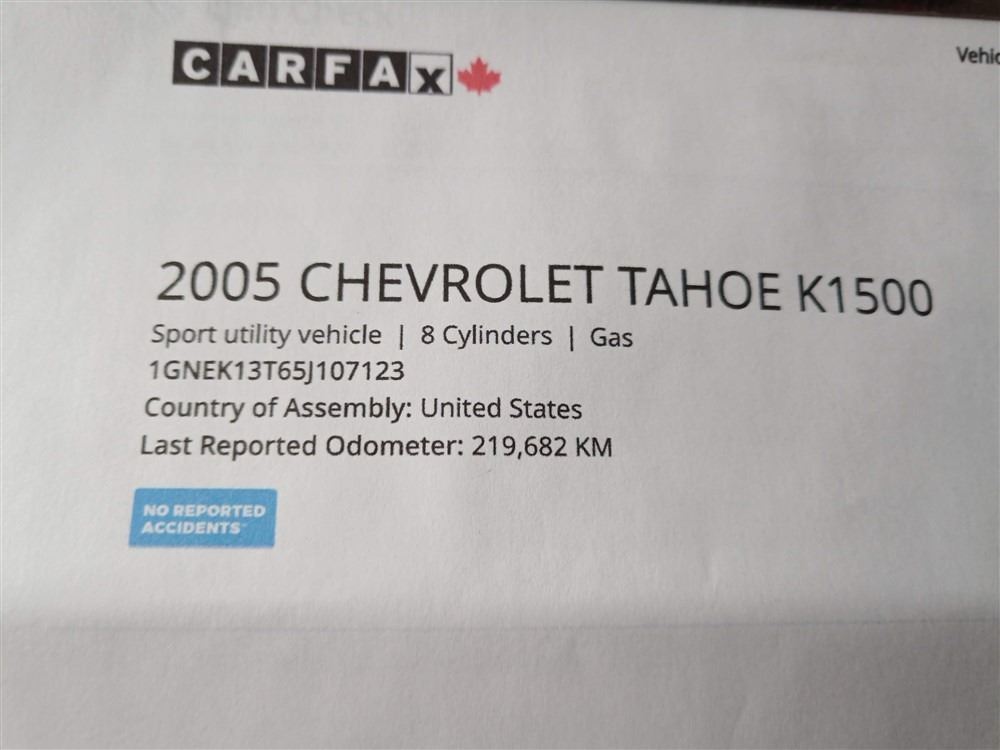 CARFAX
Vehic
2005 CHEVROLET TAHOE K1500
Sport utility vehicle | 8 Cylinders | Gas
1GNEK13T65J107123
Country of Assembly: United States
Last Reported Odometer: 219,682 KM
NO REPORTED
ACCIDENTS™